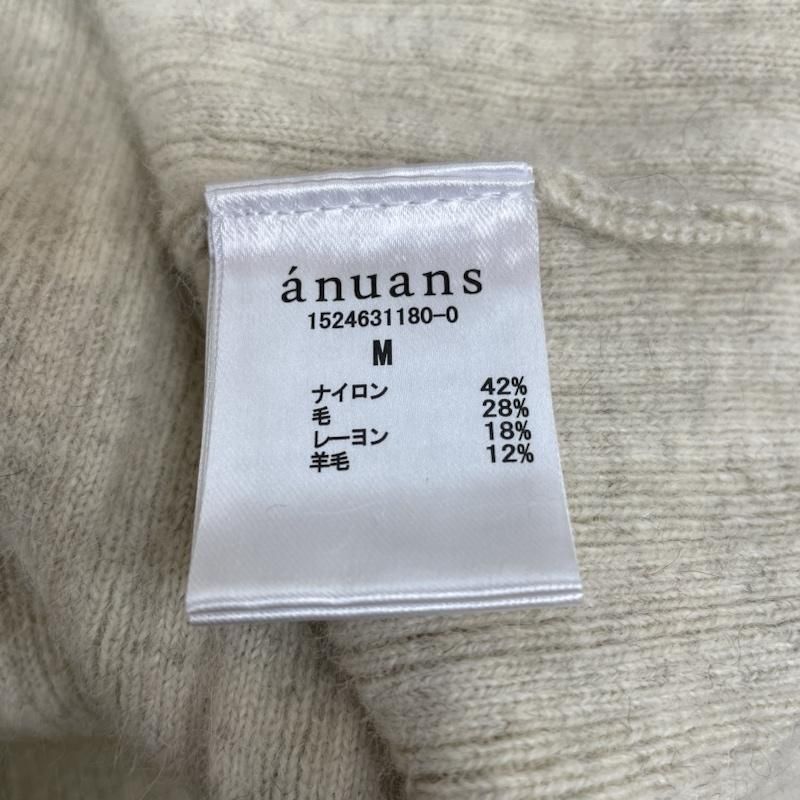 ánuans
1524631180-0
M
ナイロン 42%
毛 28%
レーヨン 18%
羊毛 12%